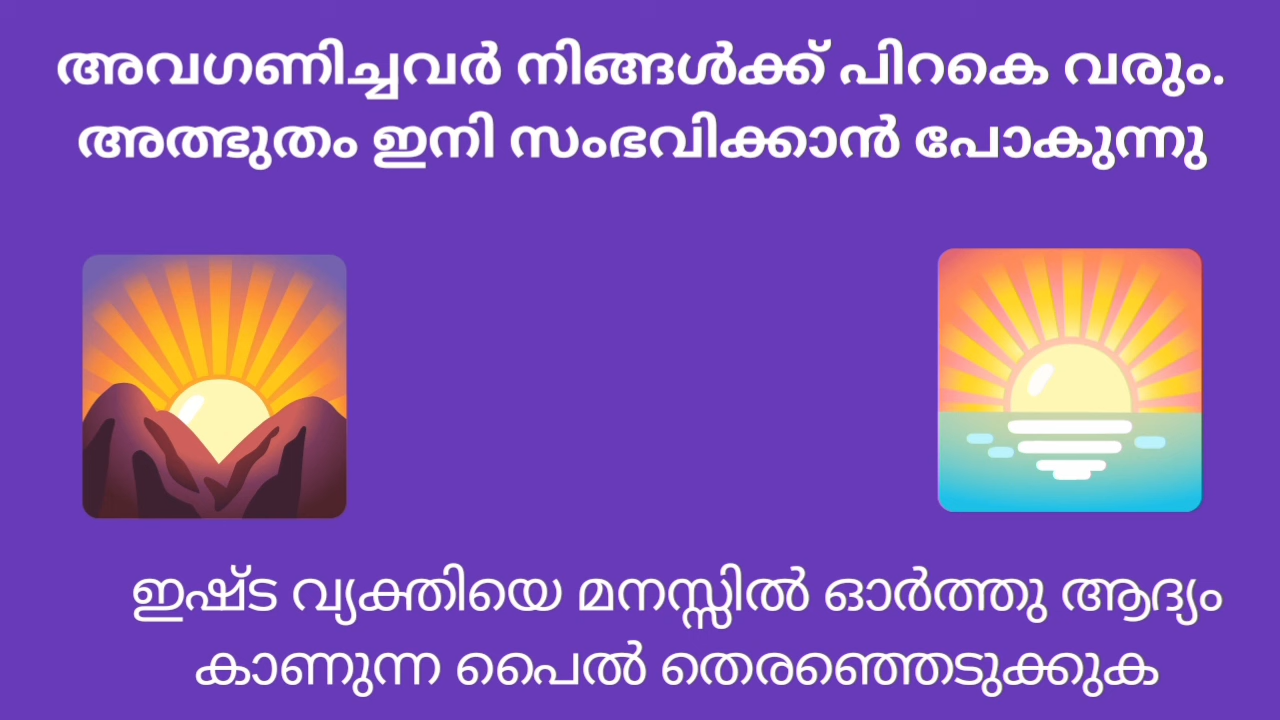 അവഗണിച്ചവർ നിങ്ങൾക്ക് പിറകെ വരും.
അത്ഭുതം ഇനി സംഭവിക്കാൻ പോകുന്നു
ഇഷ്ട വ്യക്തിയെ മനസ്സിൽ ഓർത്തു ആദ്യം
കാണുന്ന പൈൽ തെരഞ്ഞെടുക്കുക